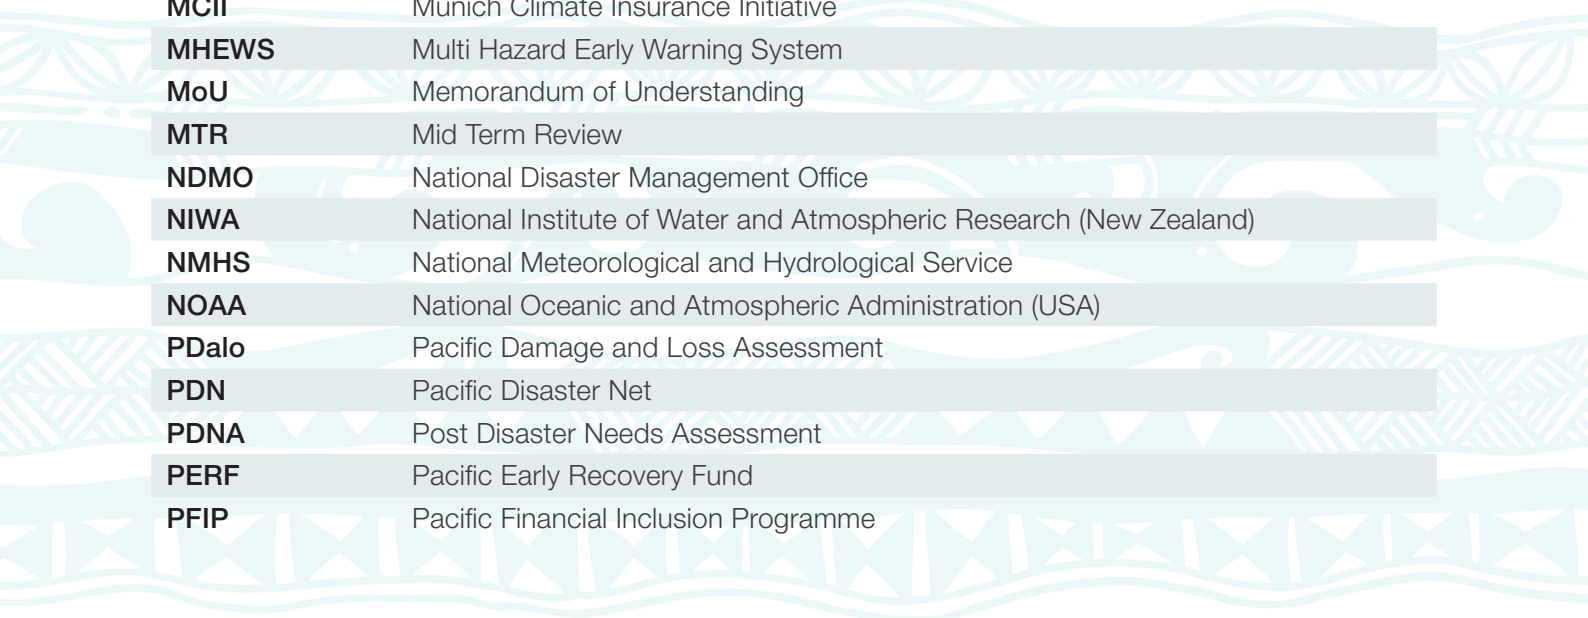 MCII Munich Climate Insurance Initiative
MHEWS Multi Hazard Early Warning System
MoU Memorandum of Understanding
MTR Mid Term Review
NDMO National Disaster Management Office
NIWA National Institute of Water and Atmospheric Research (New Zealand)
NMHS National Meteorological and Hydrological Service
NOAA National Oceanic and Atmospheric Administration (USA)
PDalo Pacific Damage and Loss Assessment
PDN Pacific Disaster Net
PDNA Post Disaster Needs Assessment
PERF Pacific Early Recovery Fund
PFIP Pacific Financial Inclusion Programme